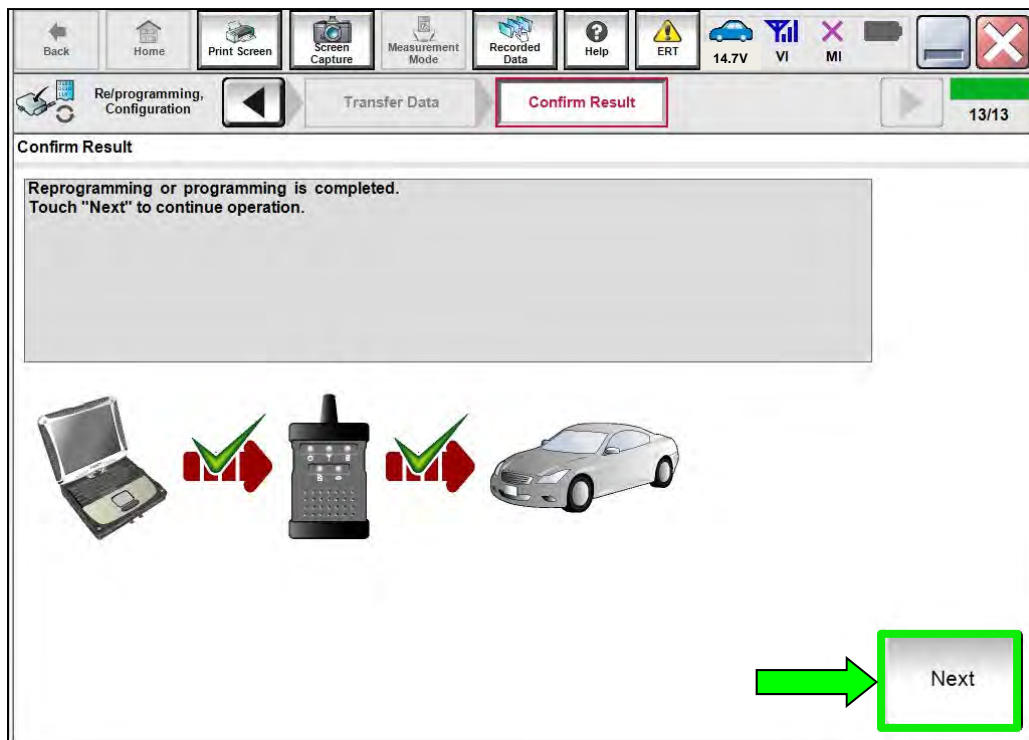 Back
Home
Print Screen
Screen
Capture
Measurement
Mode
Recorded
Data
Help
ERT
14.7V
VI
MI
Re/programming,
Configuration
Transfer Data
Confirm Result
13/13
Confirm Result
Reprogramming or programming is completed.
Touch "Next" to continue operation.
Next